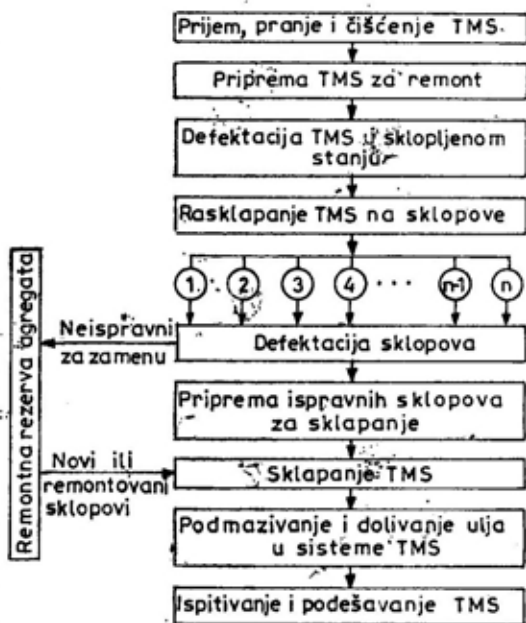 Prijem, pranje i čišćenje TMS
Priprema TMS za remont
Defektacija TMS u sklopljenom
stanju
Rasklapanje TMS na sklopove
1 2 3 4 ... n-1 n
Neispravni
za zamenu
Defektacija sklopova
Remontna rezerva agregata
Priprema ispravnih sklopova
za sklapanje
Novi ili
remontovani
sklopovi
Sklapanje TMS
Podmazivanje i dolivanje ulja
u sisteme TMS
Ispitivanje i podešavanje TMS